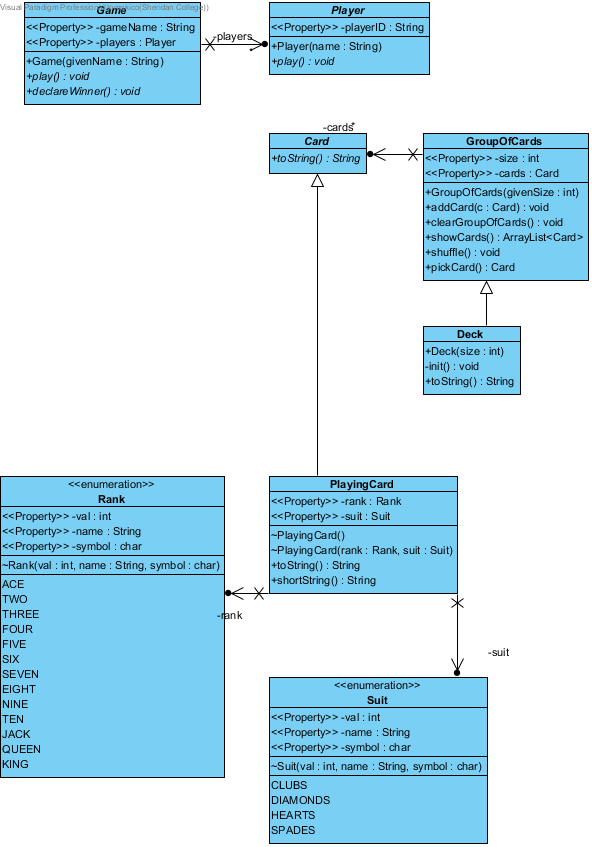 Visual Paradigm Professional
(Sheridan College))
Game
<<Property>> -gameName : String
<<Property>> -players : Player
+Game(givenName : String)
+play() : void
+declareWinner() : void
-players
Player
<<Property>> -playerID : String
+Player(name : String)
+play() : void
-cards
*
Card
+toString() : String
GroupOfCards
<<Property>> -size : int
<<Property>> -cards : Card
+GroupOfCards(givenSize : int)
+addCard(c : Card) : void
+clearGroupOfCards() : void
+showCards() : ArrayList<Card>
+shuffle() : void
+pickCard() : Card
Deck
+Deck(size : int)
-init() : void
+toString() : String
<<enumeration>>
Rank
<<Property>> -val : int
<<Property>> -name : String
<<Property>> -symbol : char
~Rank(val : int, name : String, symbol : char)
ACE
TWO
THREE
FOUR
FIVE
SIX
SEVEN
EIGHT
NINE
TEN
JACK
QUEEN
KING
PlayingCard
<<Property>> -rank : Rank
<<Property>> -suit : Suit
~PlayingCard()
~PlayingCard(rank : Rank, suit : Suit)
+toString() : String
+shortString() : String
-rank
-suit
<<enumeration>>
Suit
<<Property>> -val : int
<<Property>> -name : String
<<Property>> -symbol : char
~Suit(val : int, name : String, symbol : char)
CLUBS
DIAMONDS
HEARTS
SPADES